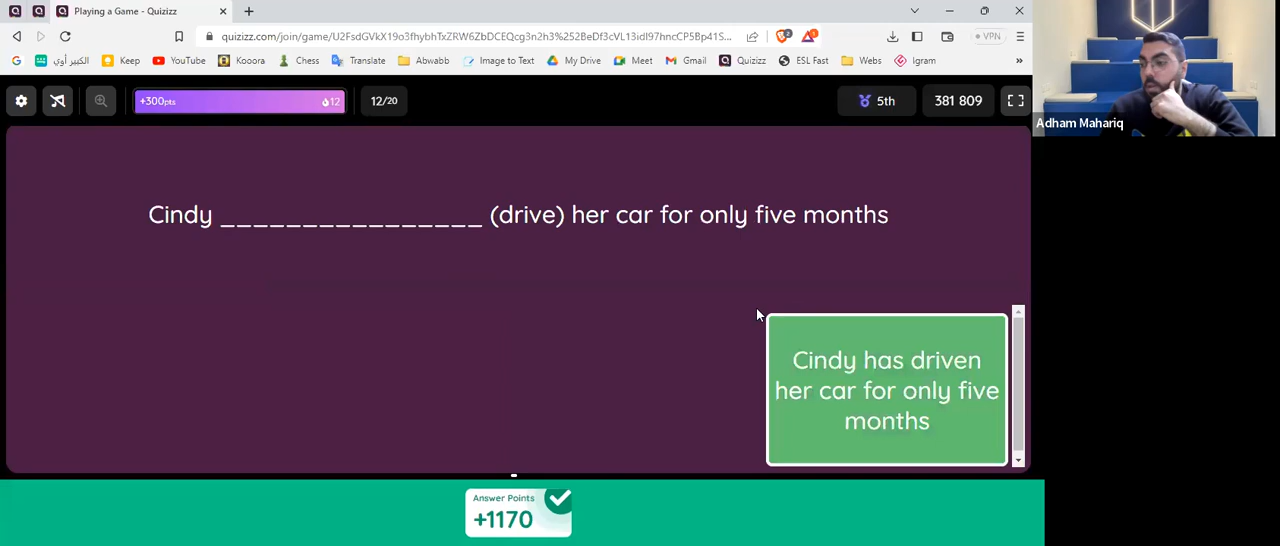 Playing a Game - Quizizz
quizizz.com/join/game/U2FsdGVkX19o3fhybhTxZRW6ZbDCEQcg3n2h3%252BeDf3cVL13idI97hncCP5Bp41S...
2
1
VPN
الكبير أوي
Keep
YouTube
Kooora
Chess
Translate
Abwabb
Image to Text
My Drive
Meet
Gmail
Quizizz
ESL Fast
Webs
Igram
»
+300pts
12
12/20
5th
381 809
Adham Mahariq
Cindy ________________ (drive) her car for only five months
Cindy has driven
her car for only five
months
Answer Points
+1170